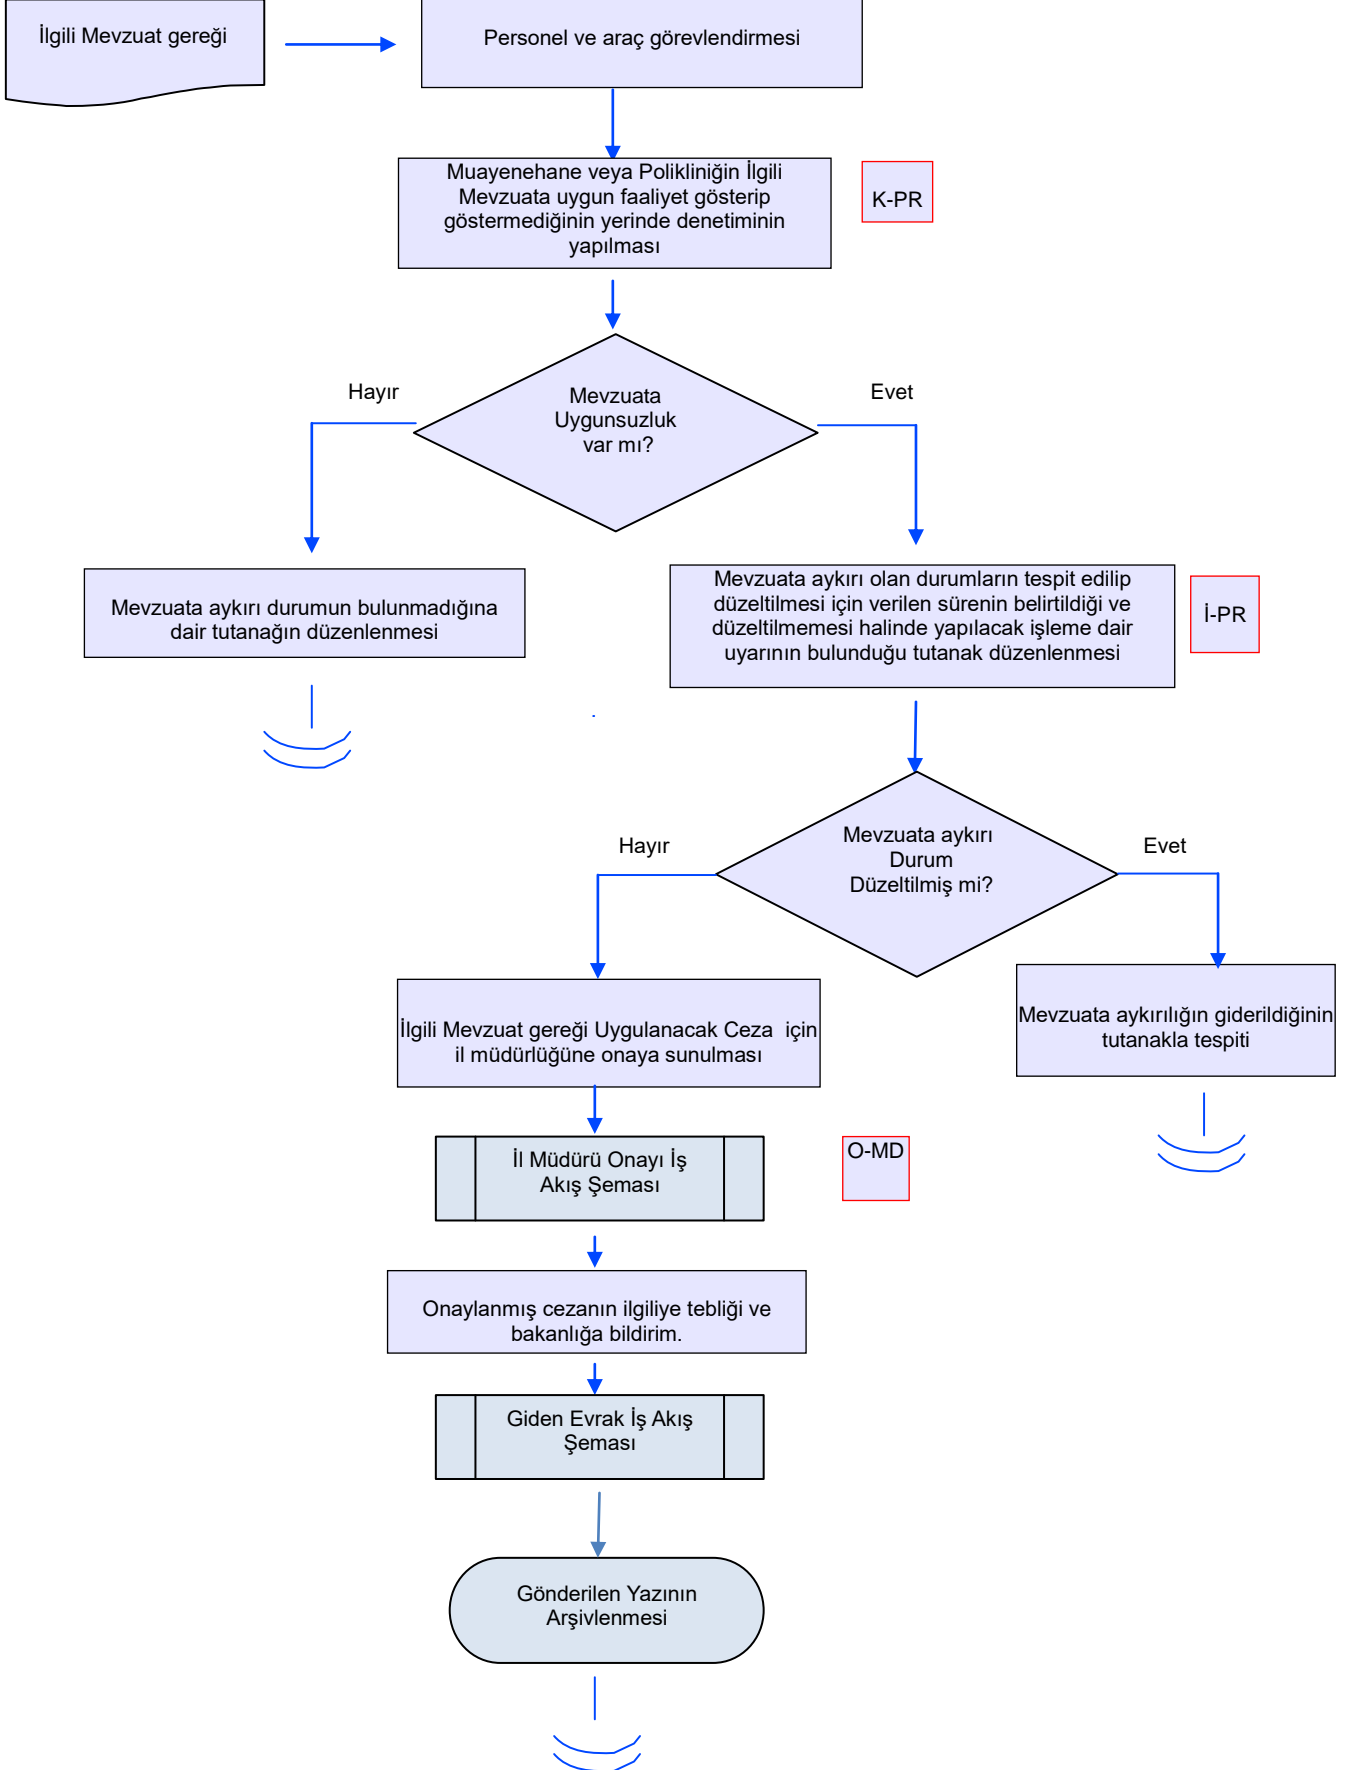 İlgili Mevzuat gereği
Personel ve araç görevlendirmesi
Muayenehane veya Polikliniğin İlgili
Mevzuata uygun faaliyet gösterip
göstermediğinin yerinde denetiminin
yapılması
K-PR
Hayır
Evet
Mevzuata
Uygunsuzluk
var mı?
Mevzuata aykırı durumun bulunmadığına
dair tutanağın düzenlenmesi
Mevzuata aykırı olan durumların tespit edilip
düzeltilmesi için verilen sürenin belirtildiği ve
düzeltilmemesi halinde yapılacak işleme dair
uyarının bulunduğu tutanak düzenlenmesi
İ-PR
Hayır
Evet
Mevzuata aykırı
Durum
Düzeltilmiş mi?
İlgili Mevzuat gereği Uygulanacak Ceza  için
il müdürlüğüne onaya sunulması
Mevzuata aykırılığın giderildiğinin
tutanakla tespiti
İl Müdürü Onayı İş
Akış Şeması
O-MD
Onaylanmış cezanın ilgiliye tebliği ve
bakanlığa bildirim.
Giden Evrak İş Akış
Şeması
Gönderilen Yazının
Arşivlenmesi